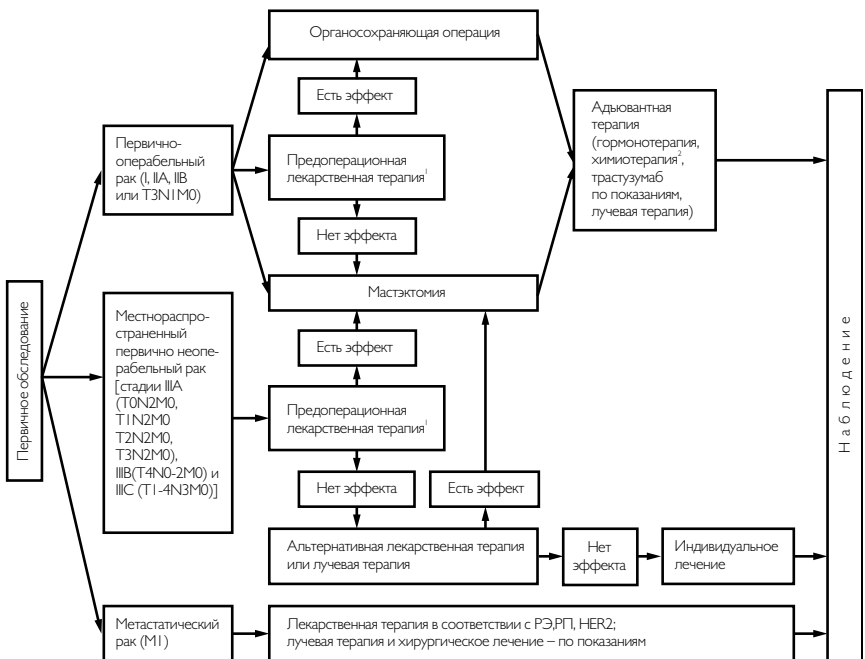 Органосохраняющая операция
Есть эффект
Первично-
операбельный
рак (I, IIA, IIB
или T3N1M0)
Предоперационная
лекарственная терапия¹
Адъювантная
терапия
(гормонотерапия,
химиотерапия²,
трастузумаб
по показаниям,
лучевая терапия)
Нет эффекта
Мастэктомия
Первичное обследование
Местнораспро-
страненный
первично неопе-
рабельный рак
[стадии IIIA
(T0N2M0,
T1N2M0
T2N2M0,
T3N2M0),
IIIB(T4N0-2M0) и
IIIC (T1-4N3M0)]
Есть эффект
Предоперационная
лекарственная терапия¹
Нет эффекта
Есть эффект
Альтернативная лекарственная терапия
или лучевая терапия
Нет
эффекта
Индивидуальное
лечение
Наблюдение
Метастатический
рак (M1)
Лекарственная терапия в соответствии с РЭ,РП, HER2;
лучевая терапия и хирургическое лечение – по показаниям